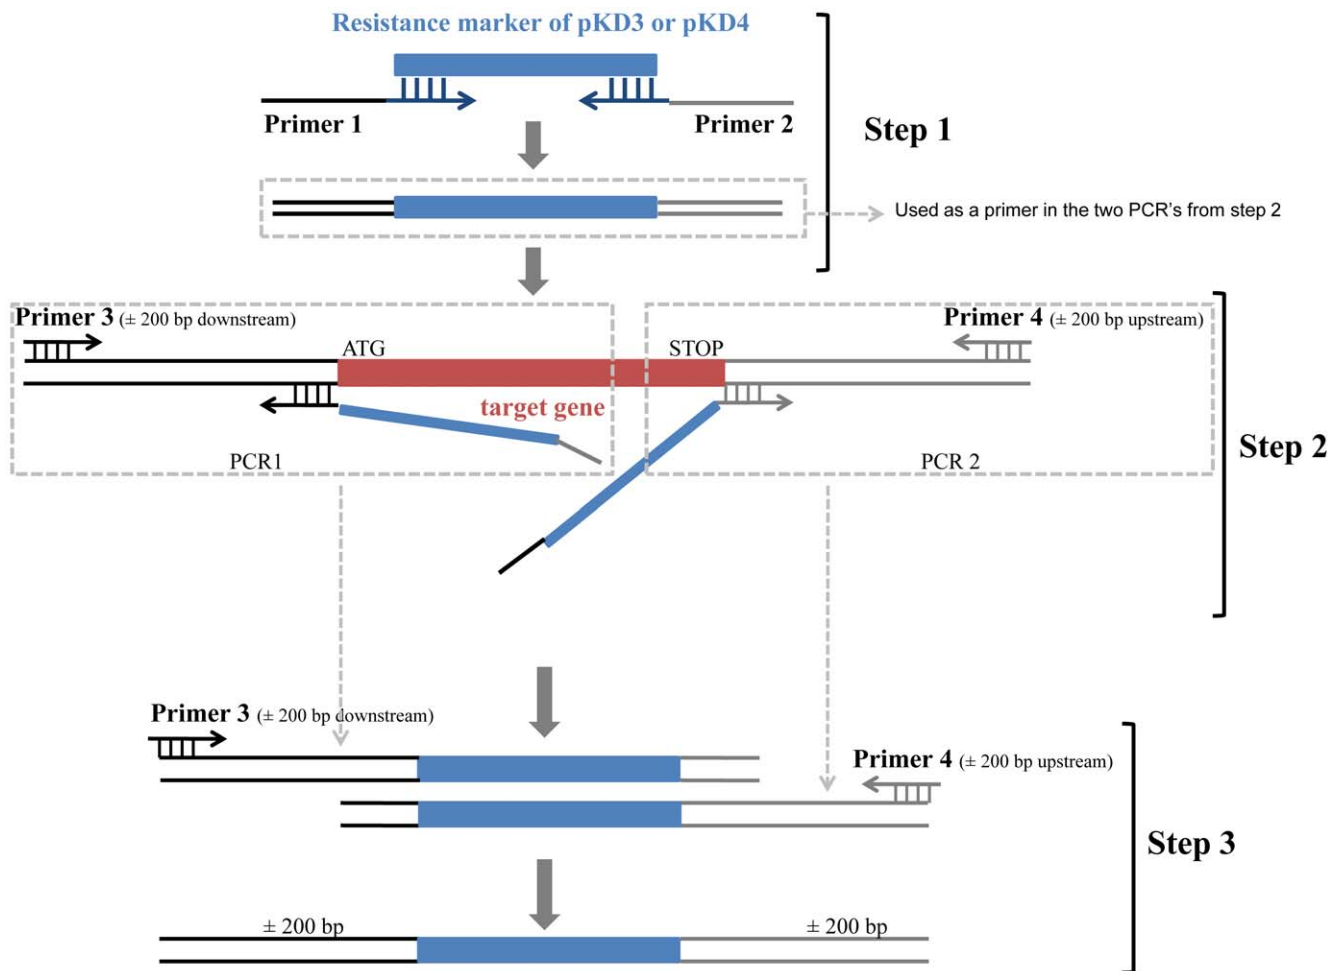 Resistance marker of pKD3 or pKD4
Primer 1
Primer 2
Step 1
Used as a primer in the two PCR's from step 2
Primer 3 (± 200 bp downstream)
Primer 4 (± 200 bp upstream)
ATG
STOP
target gene
PCR1
PCR 2
Step 2
Primer 3 (± 200 bp downstream)
Primer 4 (± 200 bp upstream)
Step 3
± 200 bp
± 200 bp